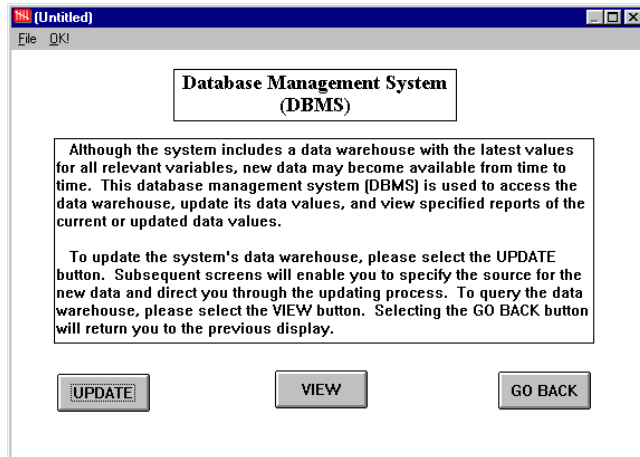 (Untitled)
File OK!
Database Management System
(DBMS)
Although the system includes a data warehouse with the latest values
for all relevant variables, new data may become available from time to
time. This database management system (DBMS) is used to access the
data warehouse, update its data values, and view specified reports of the
current or updated data values.
To update the system's data warehouse, please select the UPDATE
button. Subsequent screens will enable you to specify the source for the
new data and direct you through the updating process. To query the data
warehouse, please select the VIEW button. Selecting the GO BACK button
will return you to the previous display.
UPDATE VIEW GO BACK